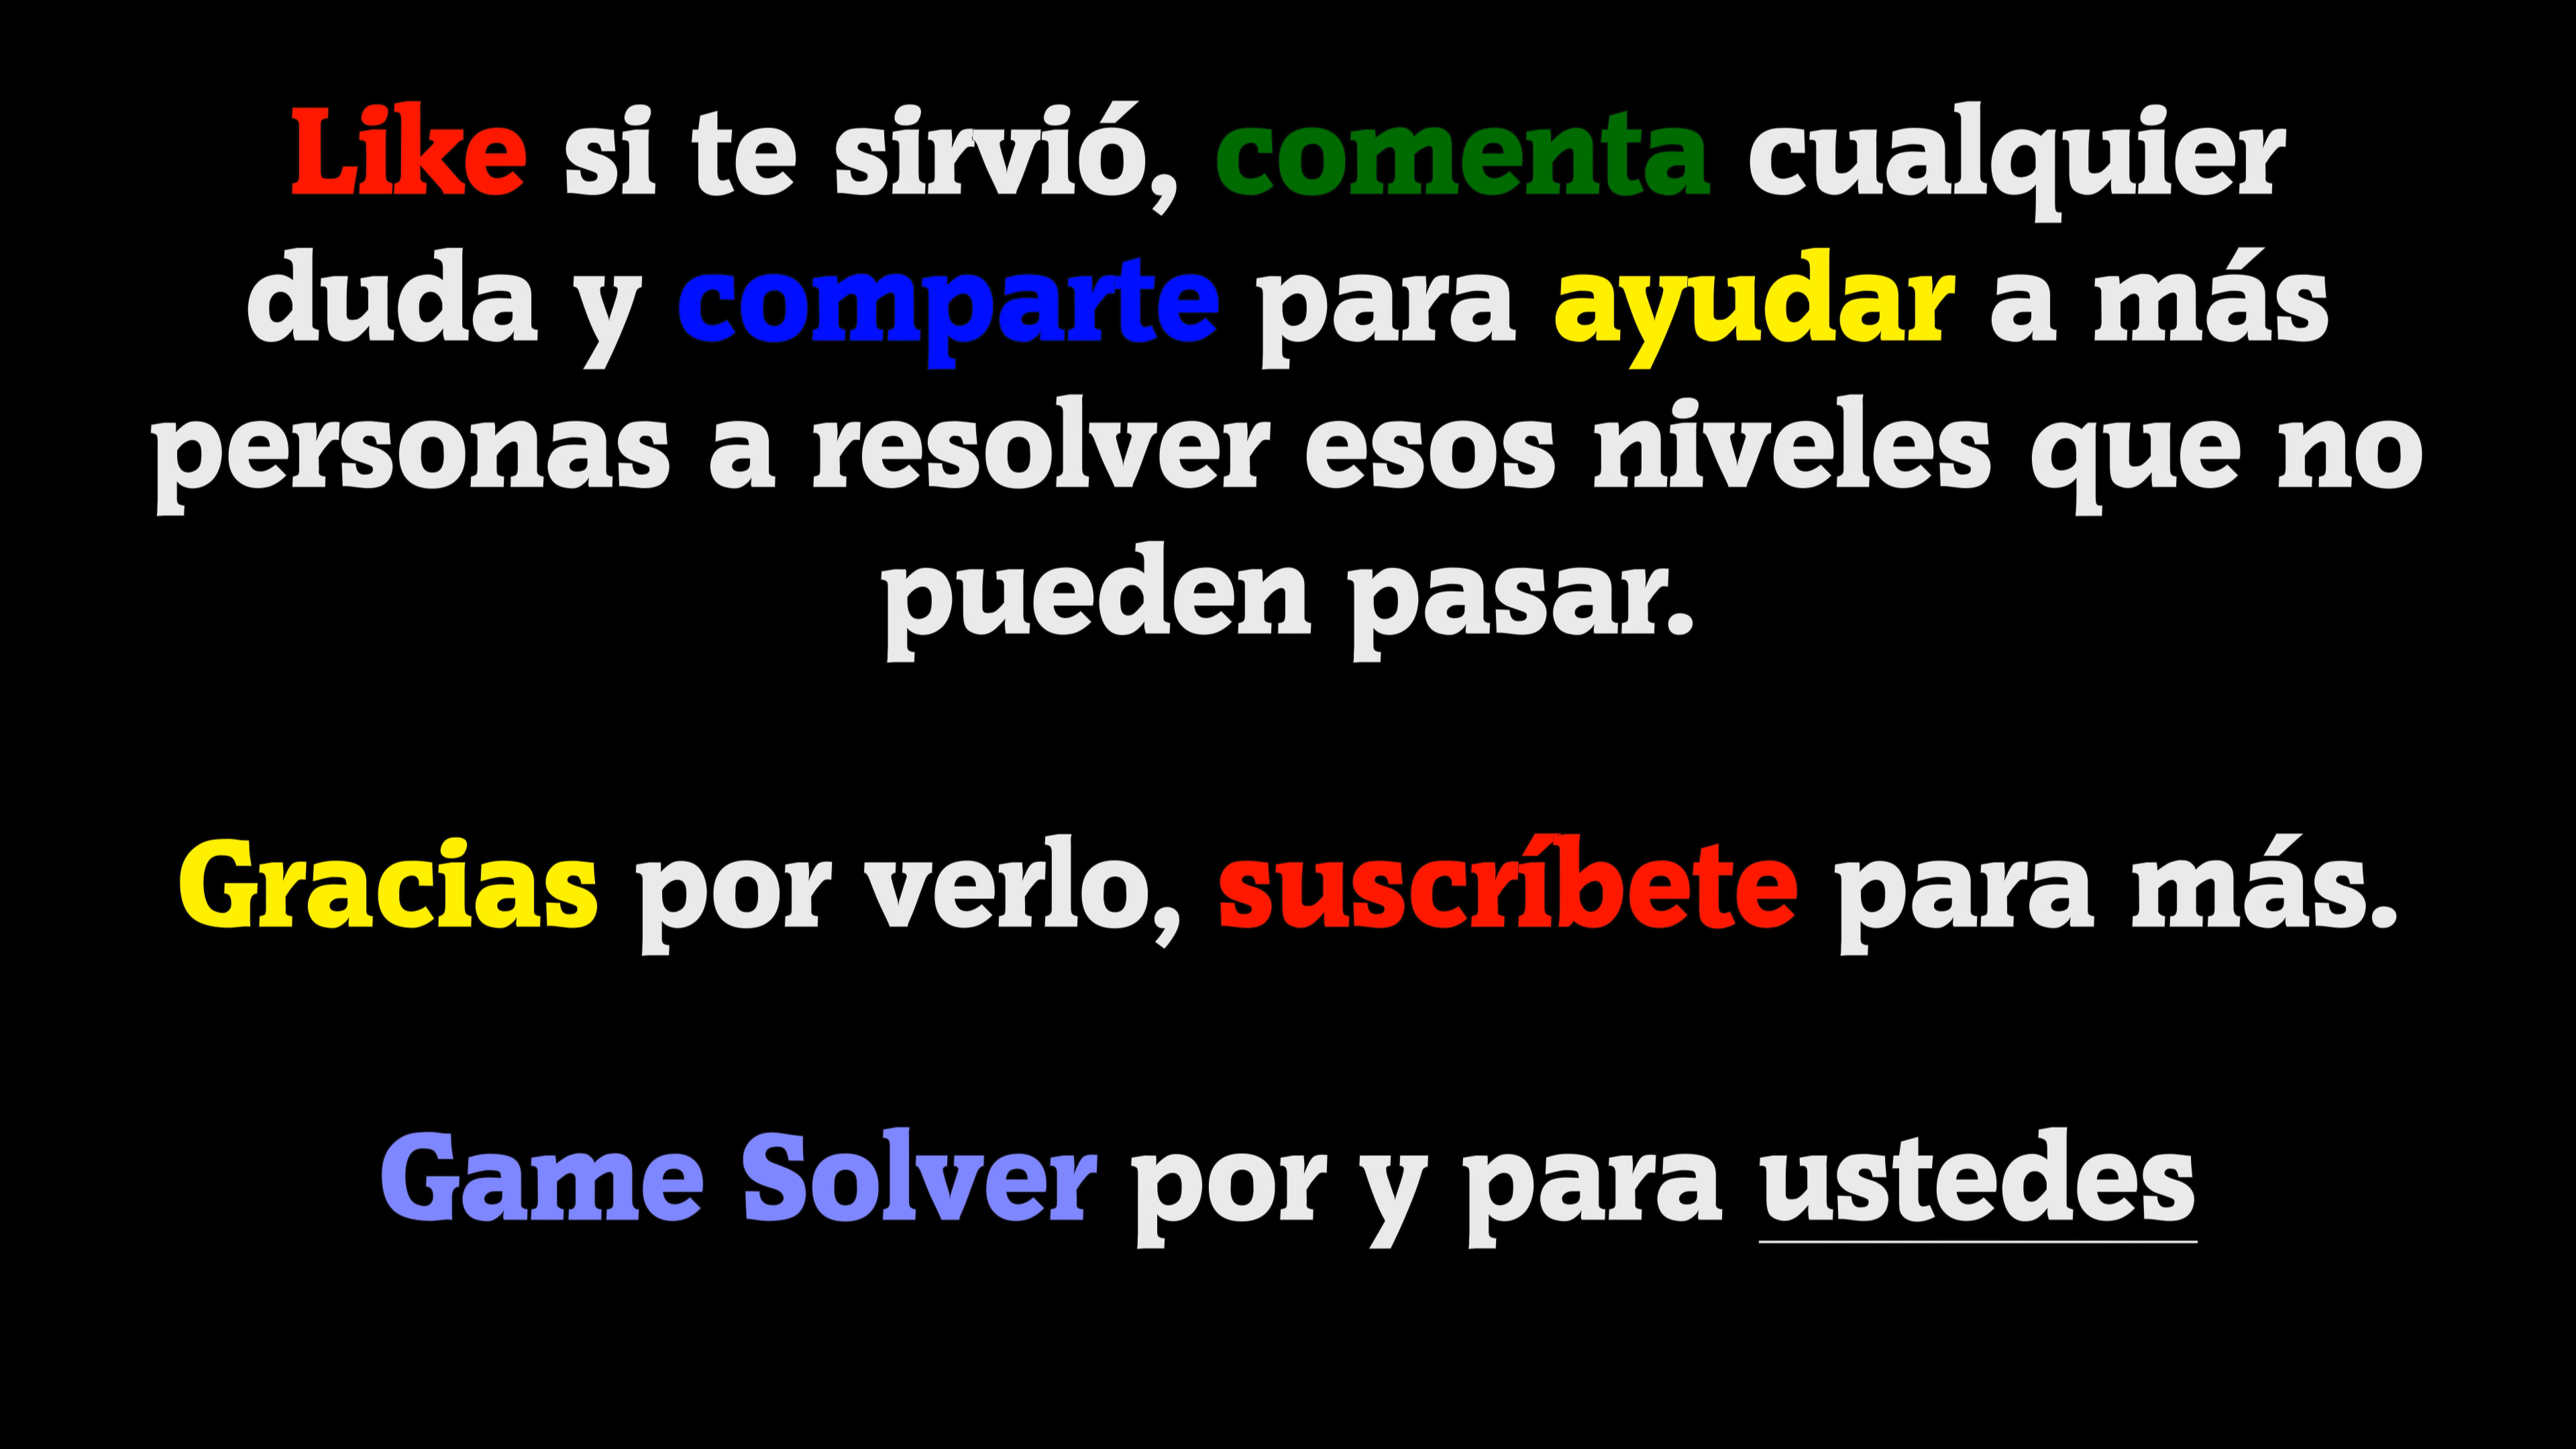 Like si te sirvió, comenta cualquier
duda y comparte para ayudar a más
personas a resolver esos niveles que no
pueden pasar.
Gracias por verlo, suscríbete para más.
Game Solver por y para ustedes